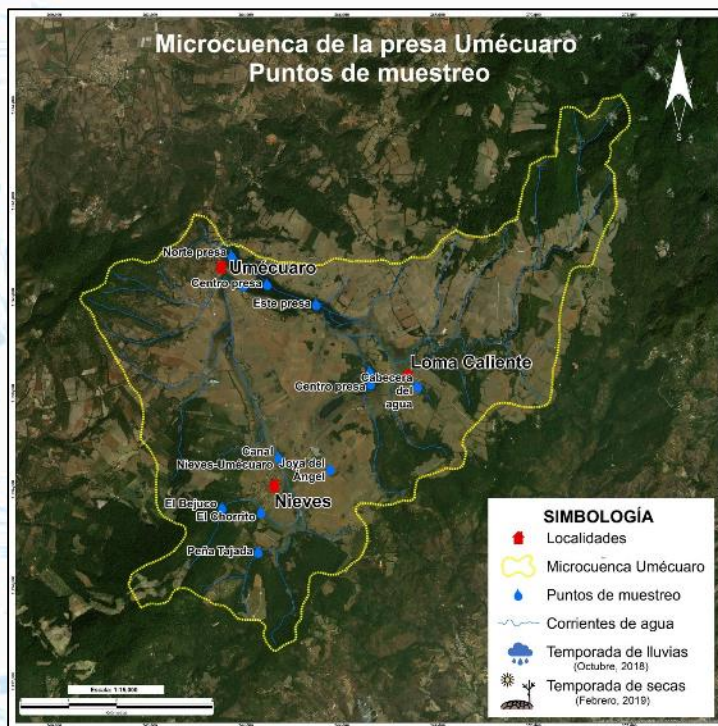 Microcuenca de la presa Umécuaro
Puntos de muestreo
N
S
Norte presa
Umécuaro
Centro presa
Este presa
Loma Caliente
Centro presa
Cabecera
del
agua
Canal
Nieves-Umécuaro
Joya del
Ángel
Nieves
El Bejuco
El Chorrito
Peña Tajada
SIMBOLOGÍA
Localidades
Microcuenca Umécuaro
Puntos de muestreo
Corrientes de agua
Temporada de lluvias
(Octubre, 2018)
Temporada de secas
(Febrero, 2019)